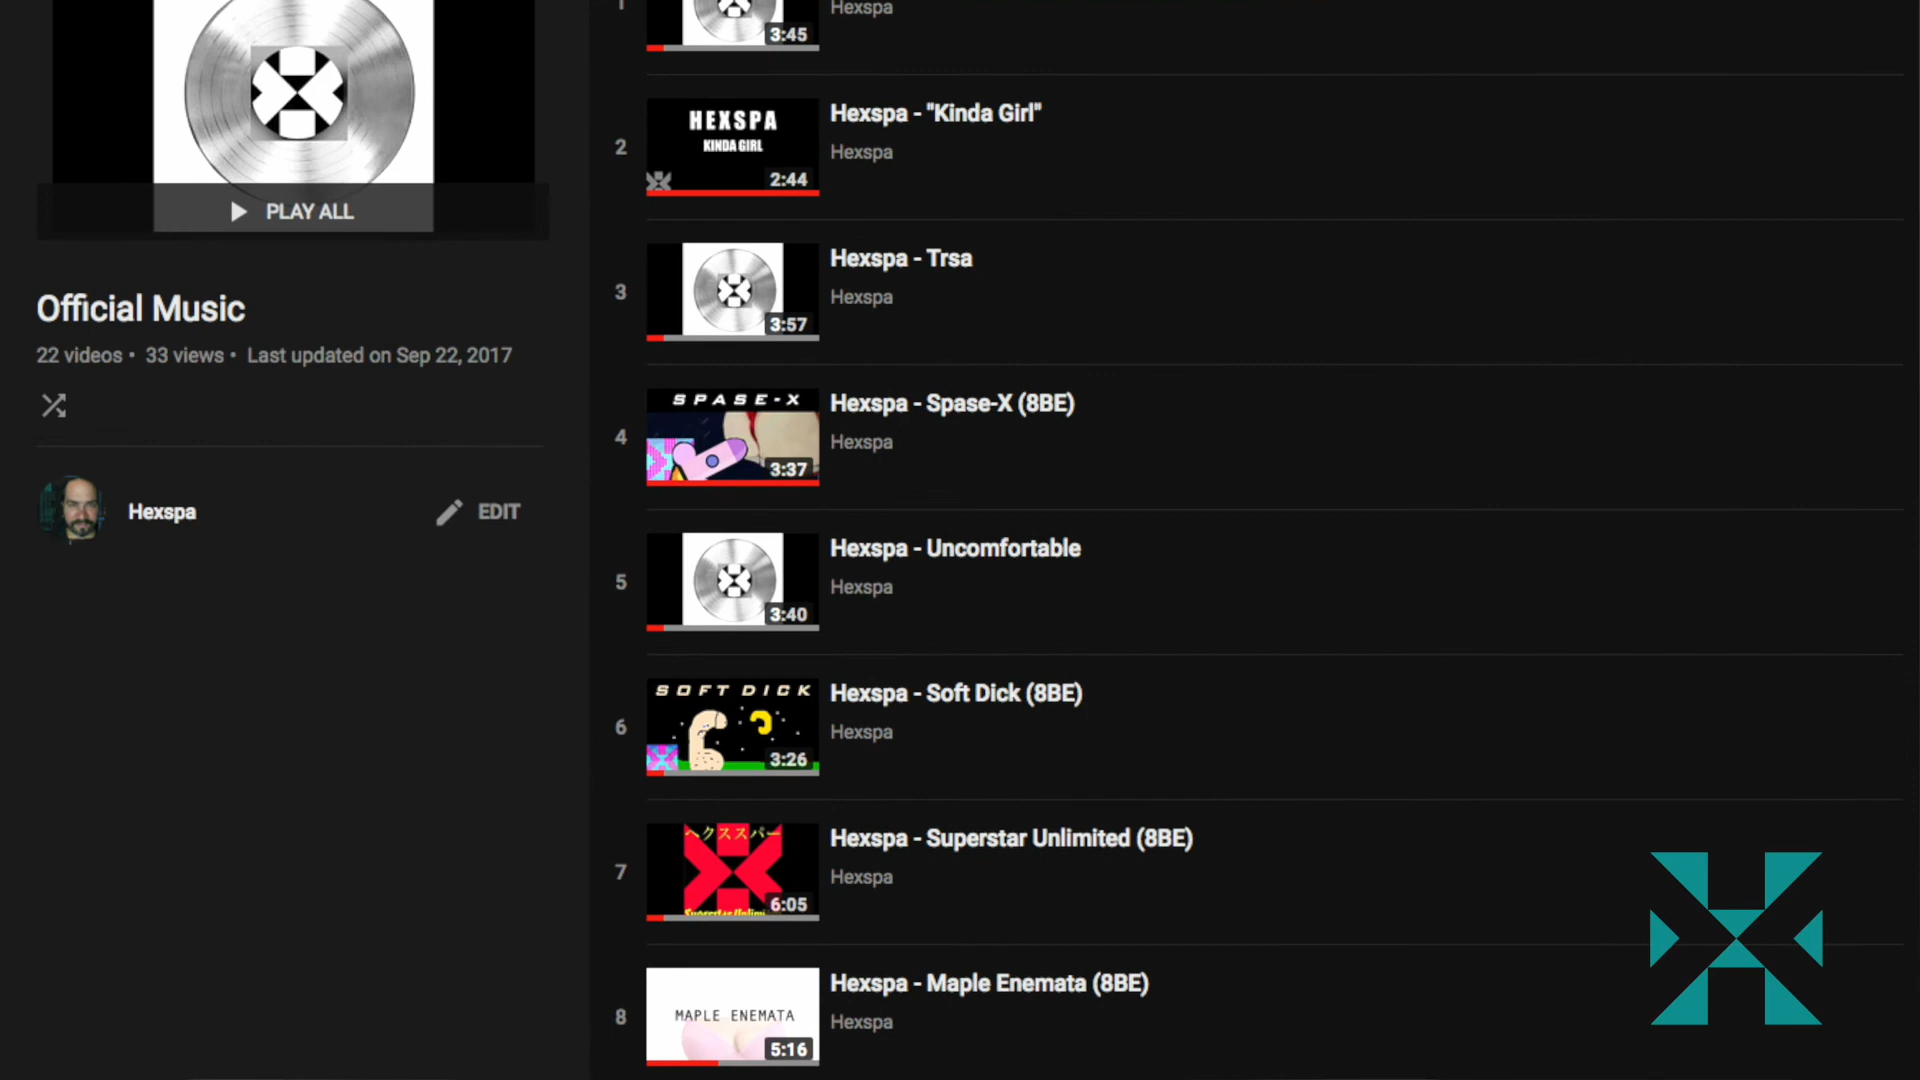 PLAY ALL
Official Music
22 videos • 33 views • Last updated on Sep 22, 2017
Hexspa
EDIT
1
3:45
Hexspa
2
HEXSPA
KINDA GIRL
2:44
Hexspa - "Kinda Girl"
Hexspa
3
3:57
Hexspa - Trsa
Hexspa
4
SPASE-X
3:37
Hexspa - Spase-X (8BE)
Hexspa
5
3:40
Hexspa - Uncomfortable
Hexspa
6
SOFT DICK
3:26
Hexspa - Soft Dick (8BE)
Hexspa
7
ヘクススパー
6:05
Hexspa - Superstar Unlimited (8BE)
Hexspa
8
MAPLE ENEMATA
5:16
Hexspa - Maple Enemata (8BE)
Hexspa